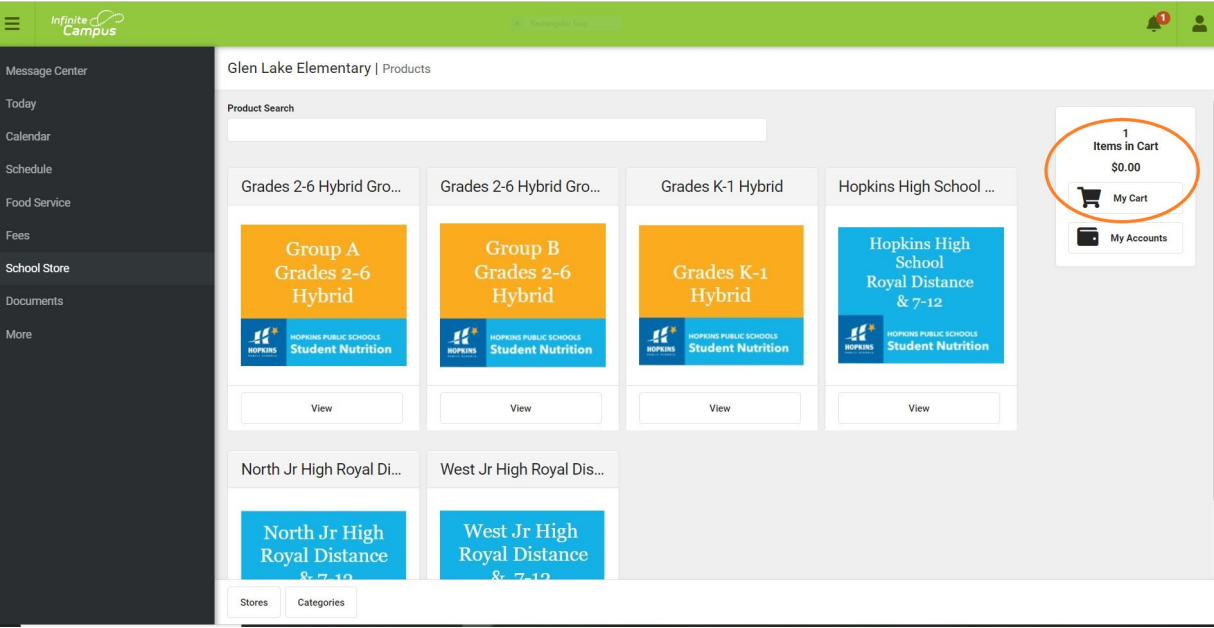 Infinite
Campus
1
Message Center
Today
Calendar
Schedule
Food Service
Fees
School Store
Documents
More
Glen Lake Elementary | Products
Product Search
1
Items in Cart
$0.00
My Cart
My Accounts
Grades 2-6 Hybrid Gro...
Group A
Grades 2-6
Hybrid
HOPKINS
HOPKINS PUBLIC SCHOOLS
Student Nutrition
View
Grades 2-6 Hybrid Gro...
Group B
Grades 2-6
Hybrid
HOPKINS
HOPKINS PUBLIC SCHOOLS
Student Nutrition
View
Grades K-1 Hybrid
Grades K-1
Hybrid
HOPKINS
HOPKINS PUBLIC SCHOOLS
Student Nutrition
View
Hopkins High School ...
Hopkins High
School
Royal Distance
& 7-12
HOPKINS
HOPKINS PUBLIC SCHOOLS
Student Nutrition
View
North Jr High Royal Di...
North Jr High
Royal Distance
& 7-12
West Jr High Royal Dis...
West Jr High
Royal Distance
& 7-12
Stores
Categories